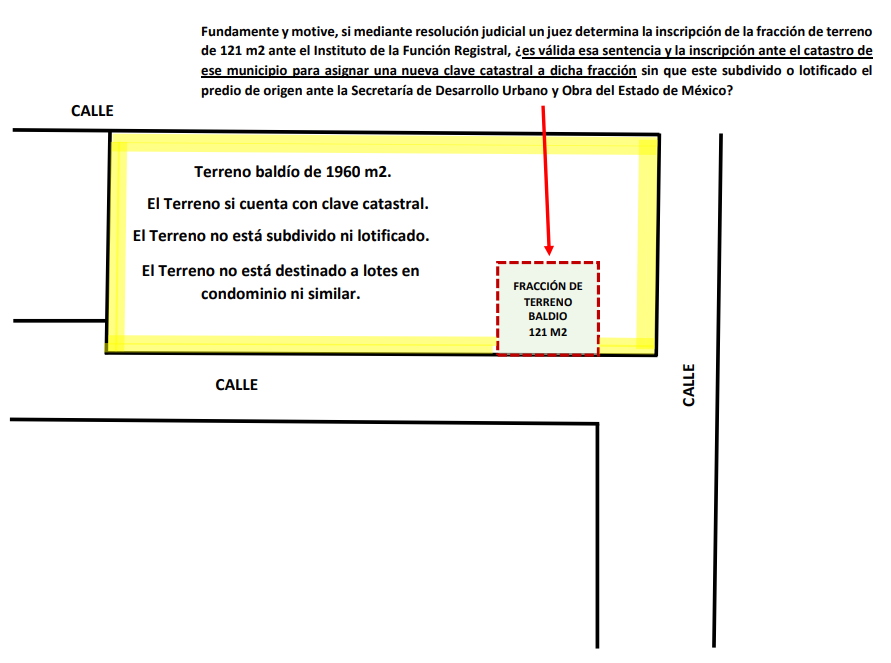 Fundamente y motive, si mediante resolución judicial un juez determina la inscripción de la fracción de terreno
de 121 m2 ante el Instituto de la Función Registral, ¿es válida esa sentencia y la inscripción ante el catastro de
ese municipio para asignar una nueva clave catastral a dicha fracción sin que este subdivido o lotificado el
predio de origen ante la Secretaría de Desarrollo Urbano y Obra del Estado de México?
CALLE
Terreno baldío de 1960 m2.
El Terreno si cuenta con clave catastral.
El Terreno no está subdivido ni lotificado.
El Terreno no está destinado a lotes en
condominio ni similar.
FRACCIÓN DE
TERRENO
BALDIO
121 M2
CALLE
CALLE